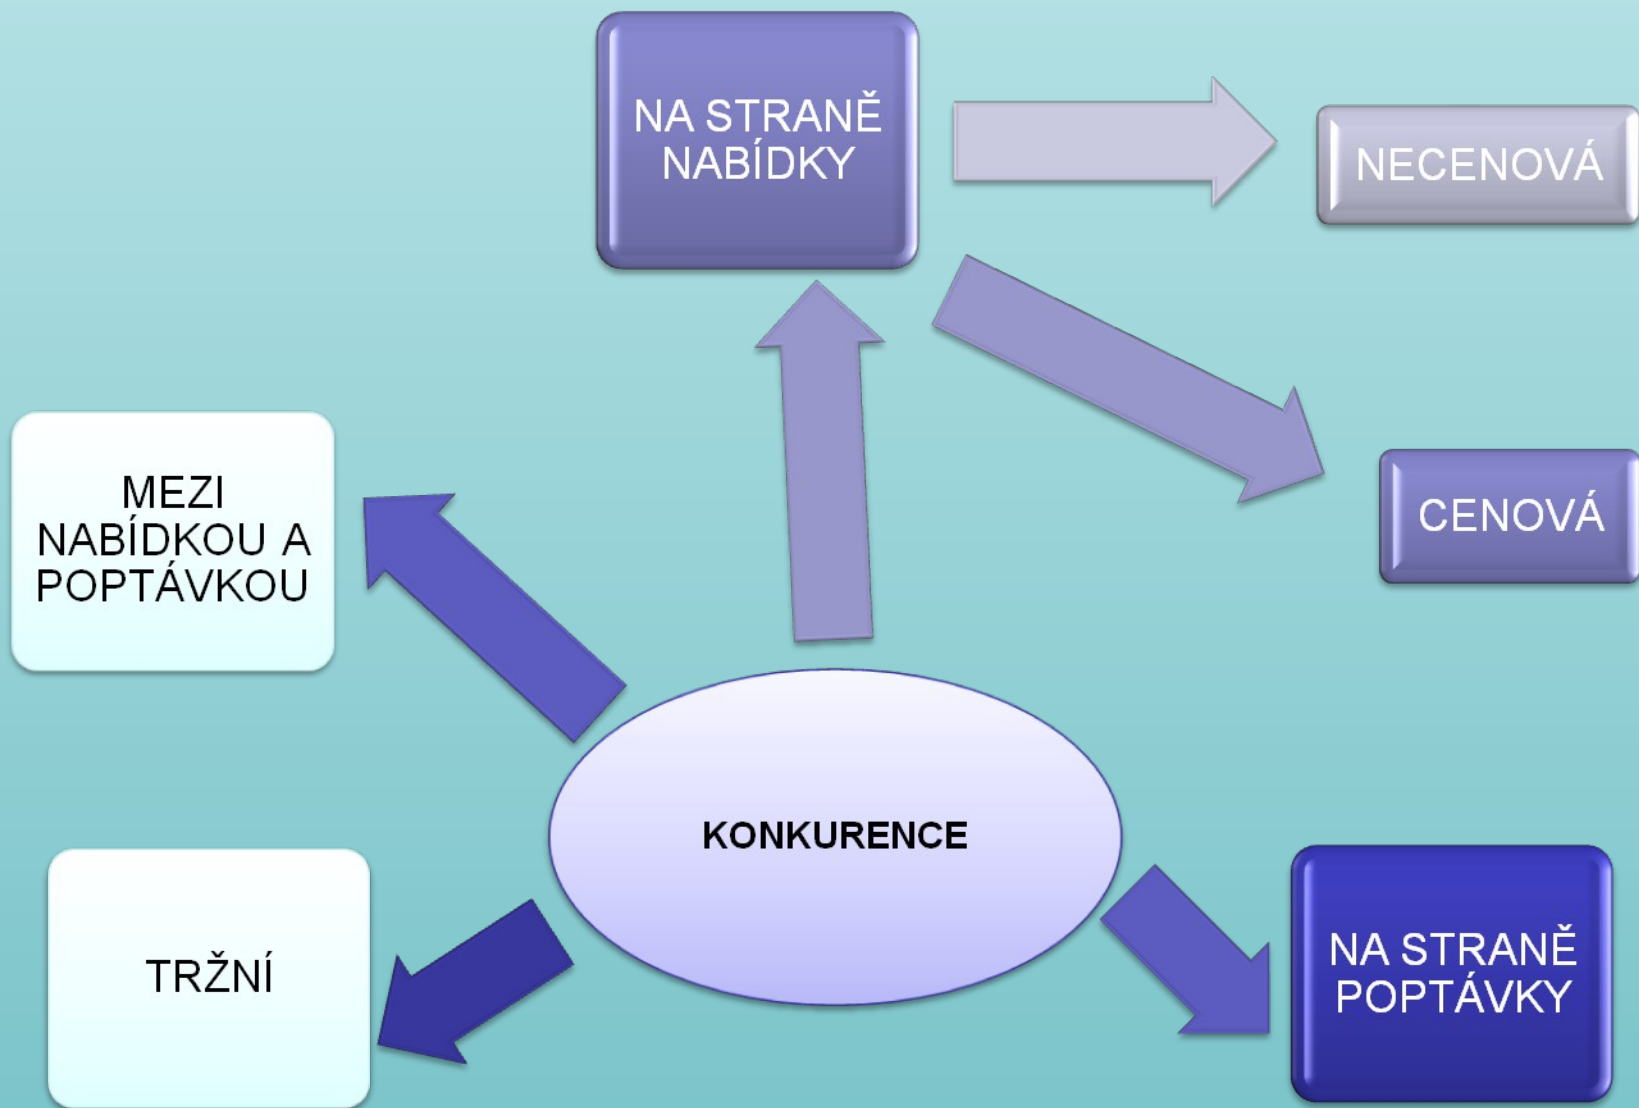 NA STRANĚ
NABÍDKY
NECENOVÁ
CENOVÁ
MEZI
NABÍDKOU A
POPTÁVKOU
KONKURENCE
TRŽNÍ
NA STRANĚ
POPTÁVKY